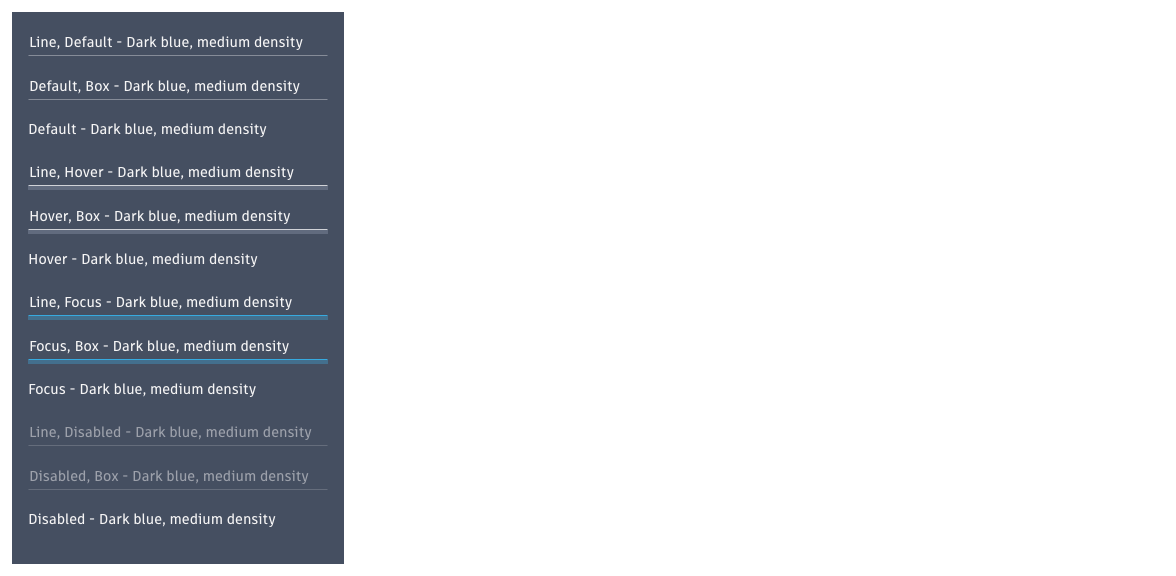 Line, Default - Dark blue, medium density
Default, Box - Dark blue, medium density
Default - Dark blue, medium density
Line, Hover - Dark blue, medium density
Hover, Box - Dark blue, medium density
Hover - Dark blue, medium density
Line, Focus - Dark blue, medium density
Focus, Box - Dark blue, medium density
Focus - Dark blue, medium density
Line, Disabled - Dark blue, medium density
Disabled, Box - Dark blue, medium density
Disabled - Dark blue, medium density